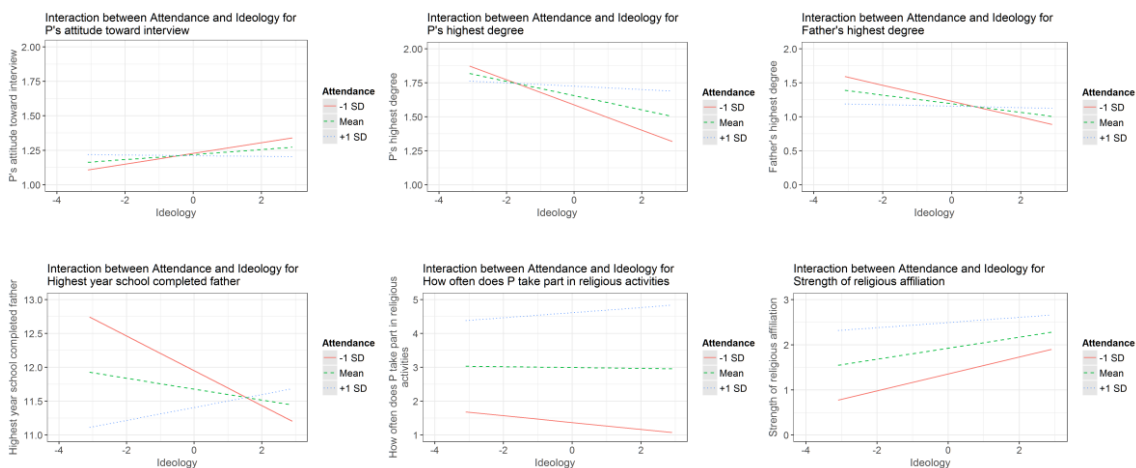 Interaction between Attendance and Ideology for
P's attitude toward interview
P's attitude toward interview
2.00
1.75
1.50
1.25
1.00
-4
-2
0
2
4
Ideology
Attendance
-1 SD
Mean
+1 SD
Interaction between Attendance and Ideology for
P's highest degree
P's highest degree
2.00
1.75
1.50
1.25
1.00
-4
-2
0
2
4
Ideology
Attendance
-1 SD
Mean
+1 SD
Interaction between Attendance and Ideology for
Father's highest degree
Father's highest degree
2.0
1.5
1.0
0.5
0.0
-4
-2
0
2
4
Ideology
Attendance
-1 SD
Mean
+1 SD
Interaction between Attendance and Ideology for
Highest year school completed father
Highest year school completed father
13.0
12.5
12.0
11.5
11.0
-4
-2
0
2
4
Ideology
Attendance
-1 SD
Mean
+1 SD
Interaction between Attendance and Ideology for
How often does P take part in religious activities
How often does P take part in religious
activities
5
4
3
2
1
-4
-2
0
2
4
Ideology
Attendance
-1 SD
Mean
+1 SD
Interaction between Attendance and Ideology for
Strength of religious affiliation
Strength of religious affiliation
3
2
1
0
-4
-2
0
2
4
Ideology
Attendance
-1 SD
Mean
+1 SD